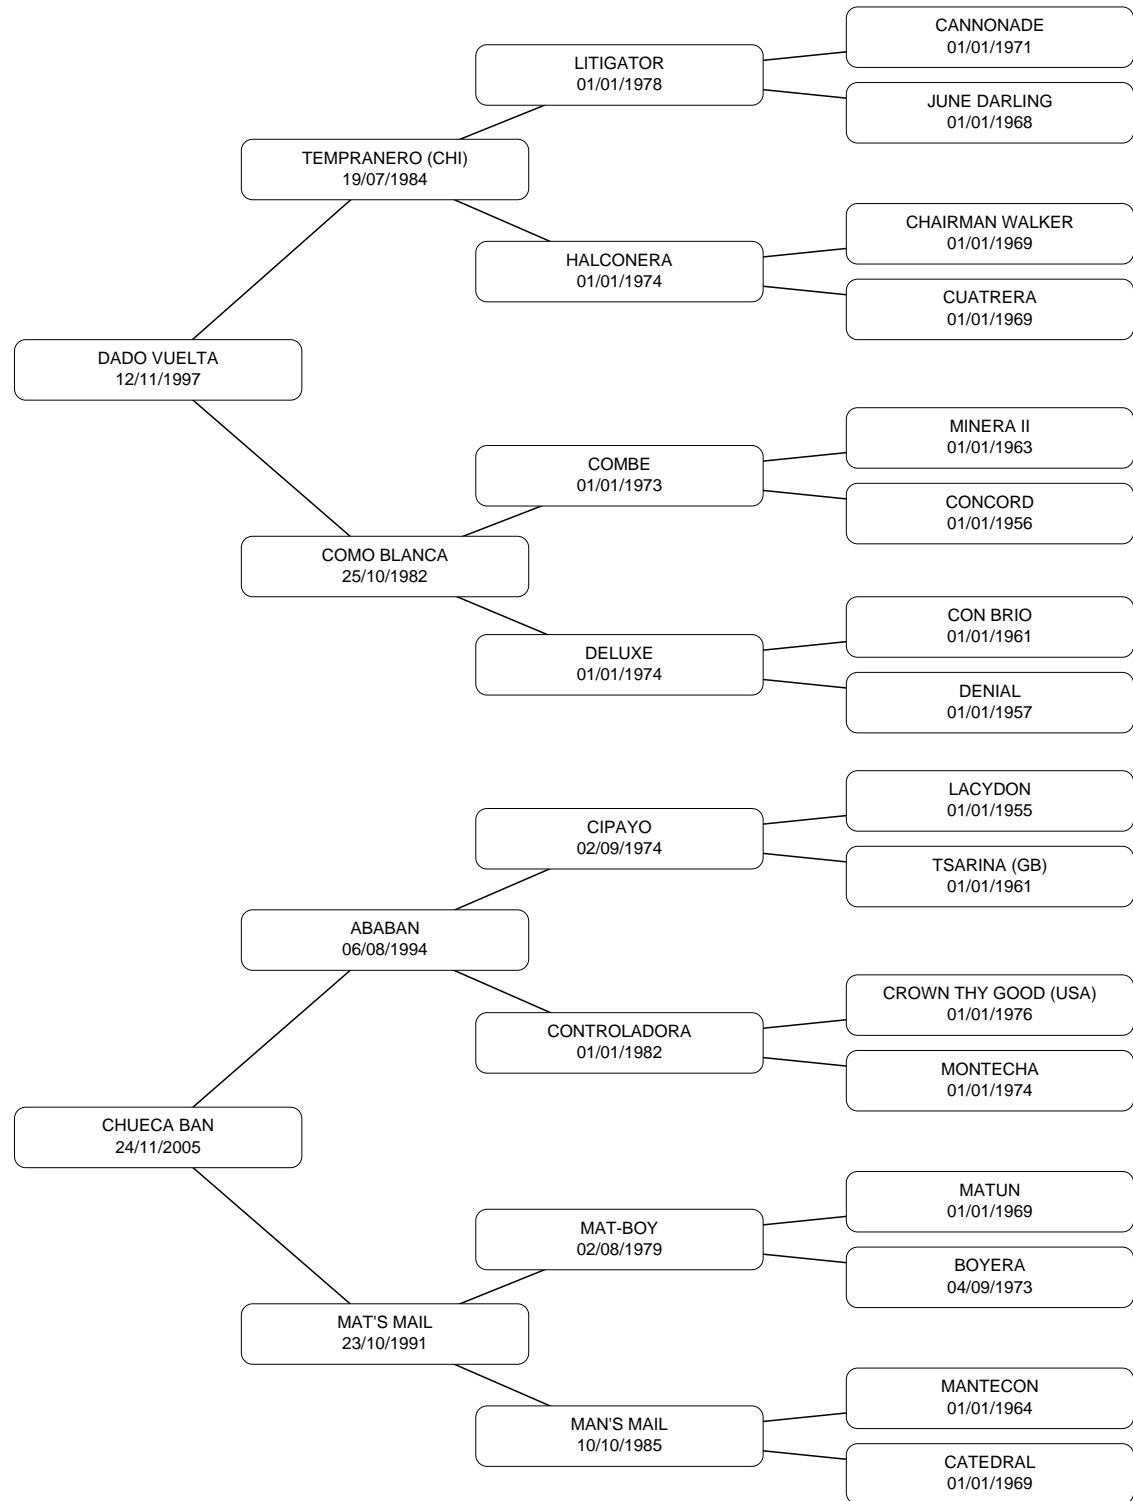 CANNONADE
01/01/1971
LITIGATOR
01/01/1978
JUNE DARLING
01/01/1968
TEMPRANERO (CHI)
19/07/1984
CHAIRMAN WALKER
01/01/1969
HALCONERA
01/01/1974
CUATRERA
01/01/1969
DADO VUELTA
12/11/1997
MINERA II
01/01/1963
COMBE
01/01/1973
CONCORD
01/01/1956
COMO BLANCA
25/10/1982
CON BRIO
01/01/1961
DELUXE
01/01/1974
DENIAL
01/01/1957
LACYDON
01/01/1955
CIPAYO
02/09/1974
TSARINA (GB)
01/01/1961
ABABAN
06/08/1994
CROWN THY GOOD (USA)
01/01/1976
CONTROLADORA
01/01/1982
MONTECHA
01/01/1974
CHUECA BAN
24/11/2005
MATUN
01/01/1969
MAT-BOY
02/08/1979
BOYERA
04/09/1973
MAT'S MAIL
23/10/1991
MANTECON
01/01/1964
MAN'S MAIL
10/10/1985
CATEDRAL
01/01/1969